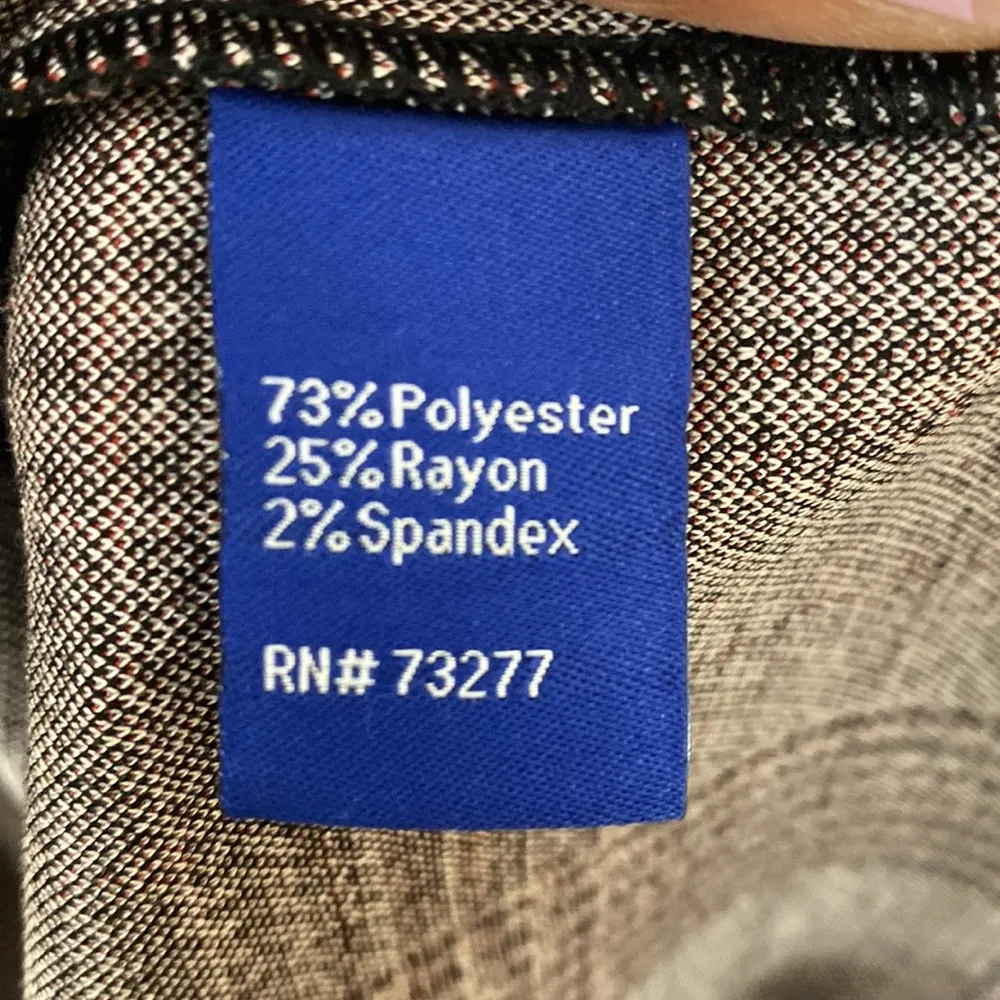 73% Polyester
25% Rayon
2% Spandex
RN# 73277